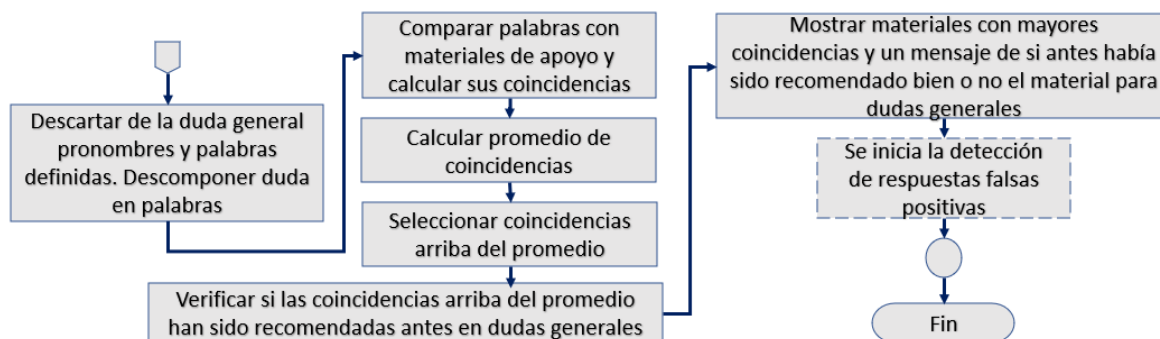 Descartar de la duda general
pronombres y palabras
definidas. Descomponer duda
en palabras
Comparar palabras con
materiales de apoyo y
calcular sus coincidencias
Calcular promedio de
coincidencias
Seleccionar coincidencias
arriba del promedio
Verificar si las coincidencias arriba del promedio
han sido recomendadas antes en dudas generales
Mostrar materiales con mayores
coincidencias y un mensaje de si antes había
sido recomendado bien o no el material para
dudas generales
Se inicia la detección
de respuestas falsas
positivas
Fin